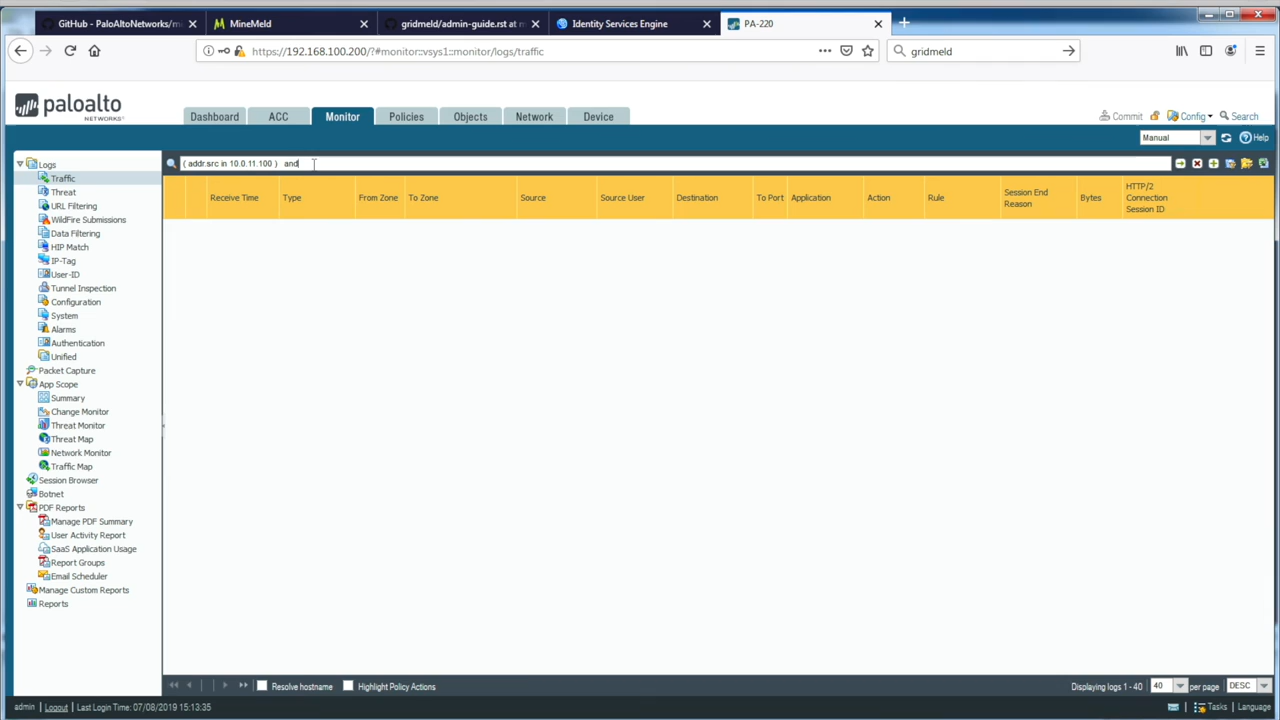 GitHub - PaloAltoNetworks/mi
MineMeld
gridmeld/admin-guide.rst at m
Identity Services Engine
PA-220
https://192.168.100.200/?#monitor::vsys1::monitor/logs/traffic
gridmeld
paloalto
NETWORKS
Dashboard
ACC
Monitor
Policies
Objects
Network
Device
Commit
Config
Search
Manual
Help
Logs
Traffic
Threat
URL Filtering
WildFire Submissions
Data Filtering
HIP Match
IP-Tag
User-ID
Tunnel Inspection
Configuration
System
Alarms
Authentication
Unified
Packet Capture
App Scope
Summary
Change Monitor
Threat Monitor
Threat Map
Network Monitor
Traffic Map
Session Browser
Botnet
PDF Reports
Manage PDF Summary
User Activity Report
SaaS Application Usage
Report Groups
Email Scheduler
Manage Custom Reports
Reports
( addr.src in 10.0.11.100 ) and
Receive Time
Type
From Zone
To Zone
Source
Source User
Destination
To Port
Application
Action
Rule
Session End
Reason
Bytes
HTTP/2
Connection
Session ID
Resolve hostname
Highlight Policy Actions
Displaying logs 1 - 40
40
per page
DESC
admin
Logout
Last Login Time: 07/08/2019 15:13:35
Tasks
Language